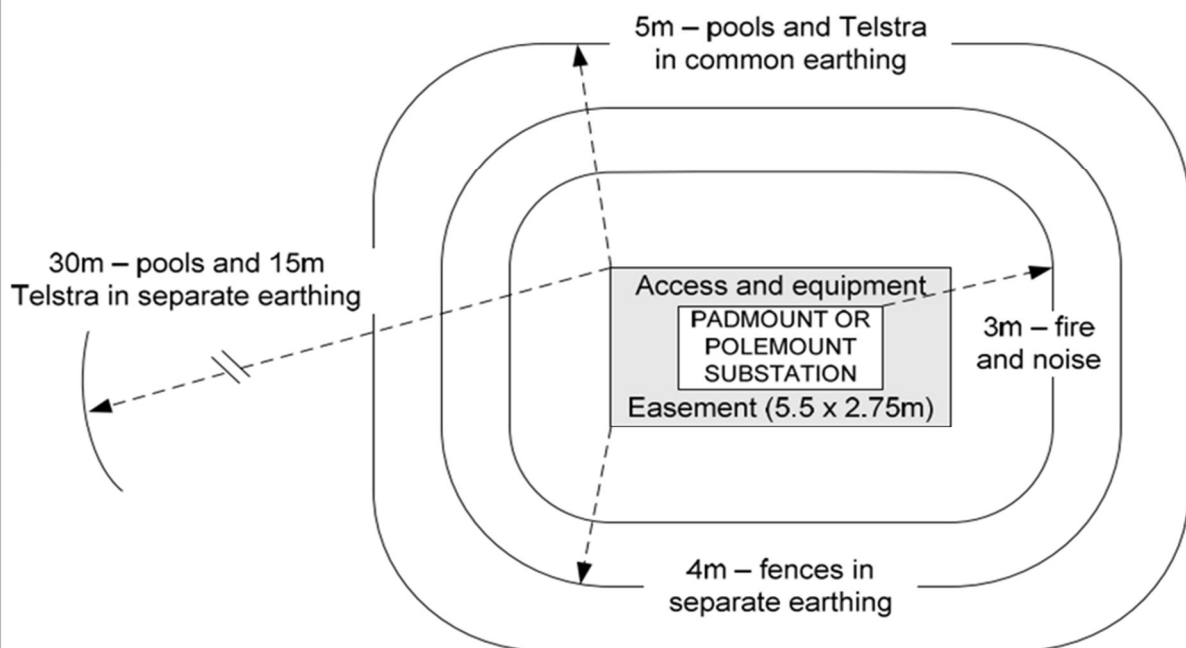 5m – pools and Telstra
in common earthing
30m – pools and 15m
Telstra in separate earthing
Access and equipment
PADMOUNT OR
POLEMOUNT
SUBSTATION
Easement (5.5 x 2.75m)
3m – fire
and noise
4m – fences in
separate earthing